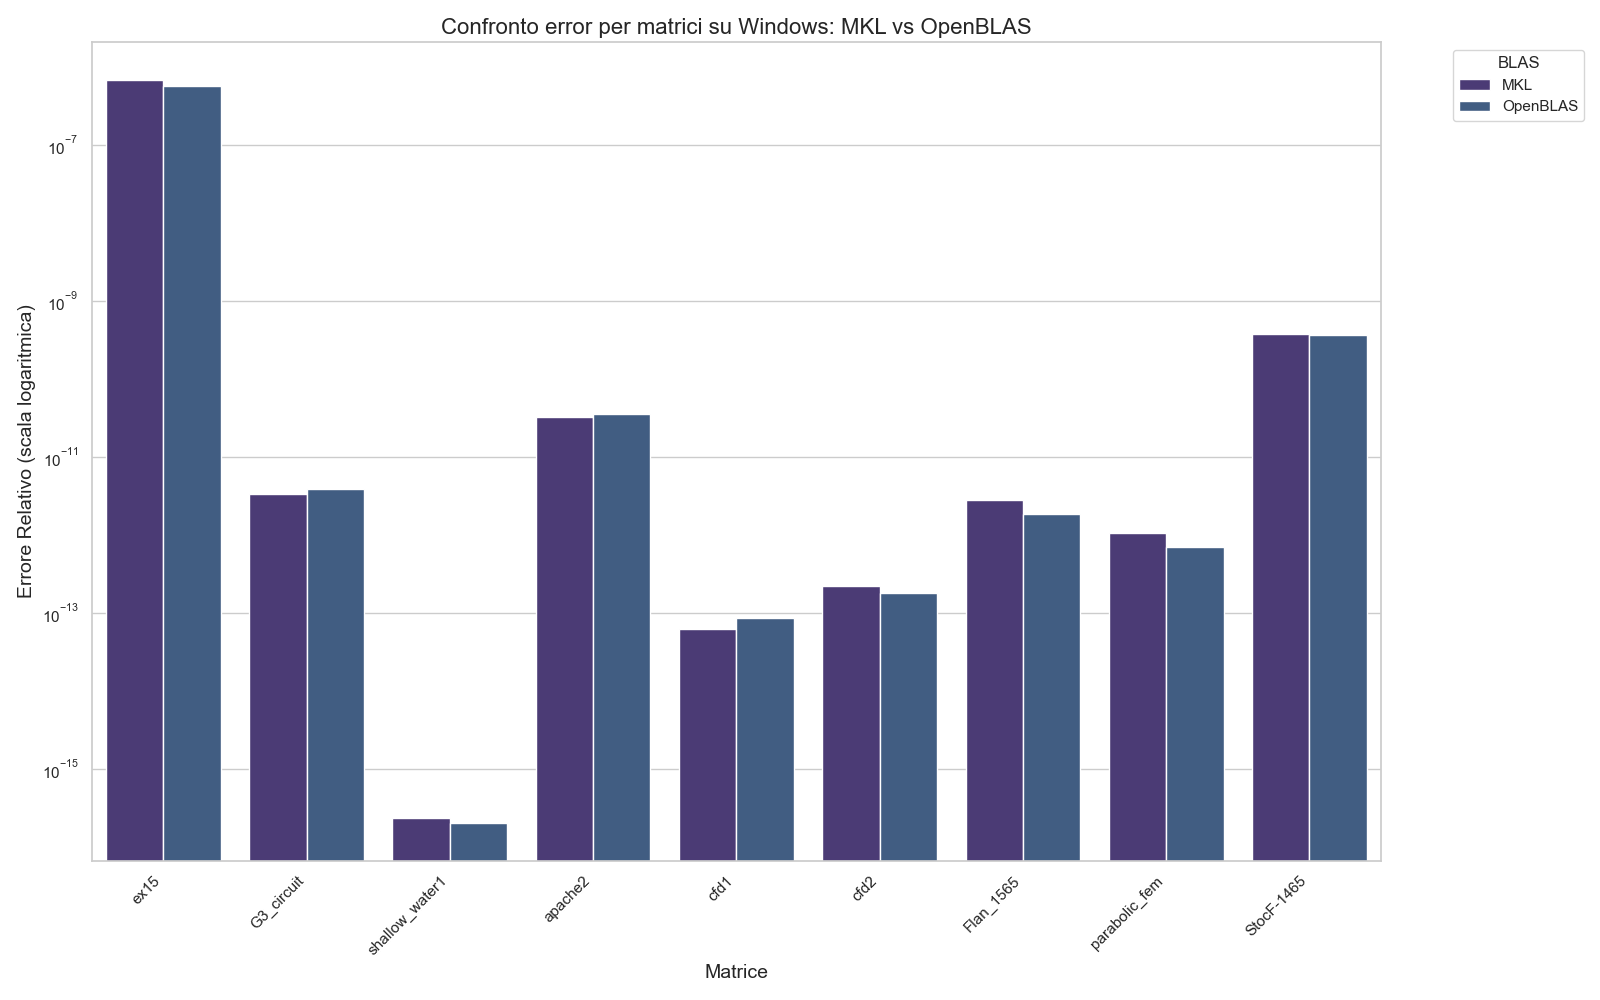 Confronto error per matrici su Windows: MKL vs OpenBLAS
BLAS
MKL
OpenBLAS
Errore Relativo (scala logaritmica)
10⁻⁷
10⁻⁹
10⁻¹¹
10⁻¹³
10⁻¹⁵
ex15
G3_circuit
shallow_water1
apache2
cfd1
cfd2
Flan_1565
parabolic_fem
StocF-1465
Matrice